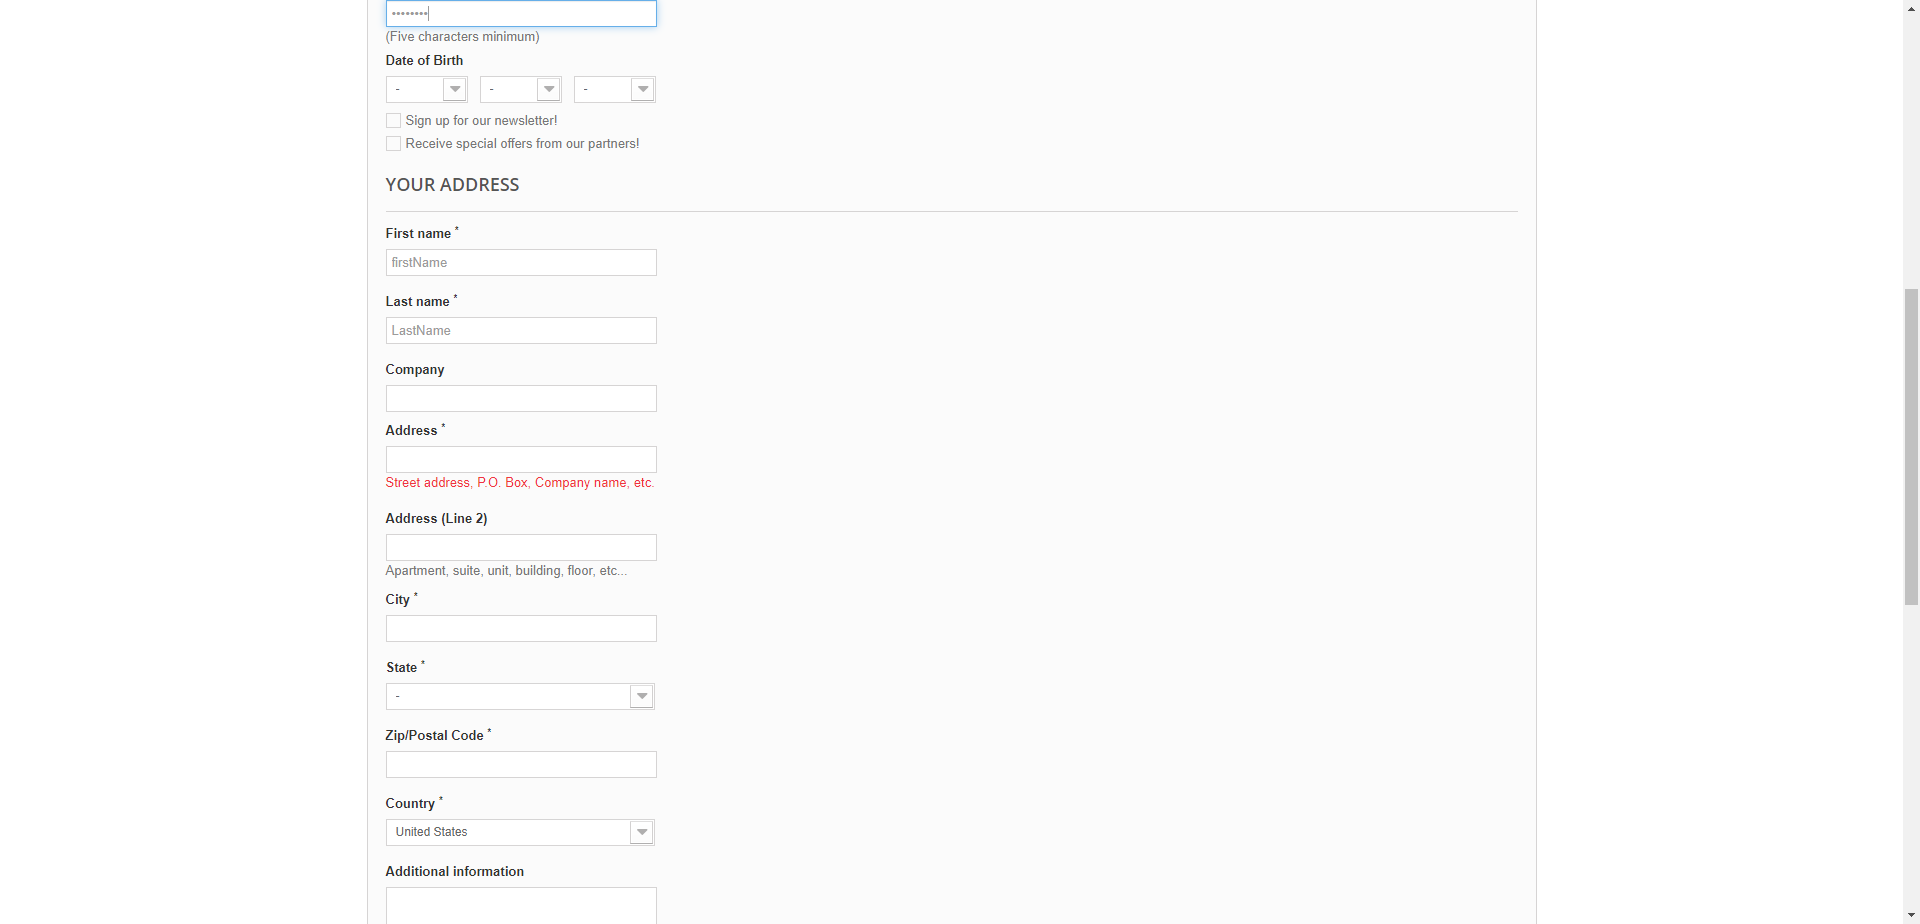 ••••••••
(Five characters minimum)
Date of Birth
- - -
Sign up for our newsletter!
Receive special offers from our partners!
YOUR ADDRESS
First name *
firstName
Last name *
LastName
Company
Address *
Street address, P.O. Box, Company name, etc.
Address (Line 2)
Apartment, suite, unit, building, floor, etc...
City *
State *
-
Zip/Postal Code *
Country *
United States
Additional information